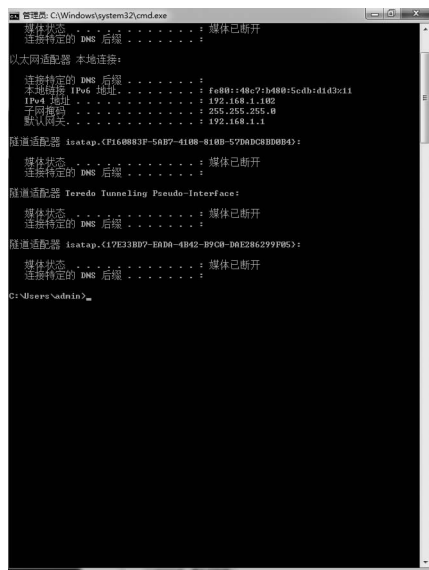 管理员: C:\Windows\system32\cmd.exe
媒体状态 . . . . . . . . . . . . : 媒体已断开
连接特定的 DNS 后缀 . . . . . . . :
以太网适配器 本地连接:
连接特定的 DNS 后缀 . . . . . . . :
本地链接 IPv6 地址. . . . . . . . : fe80::48c7:b480:5cdb:d1d3%11
IPv4 地址 . . . . . . . . . . . . : 192.168.1.102
子网掩码 . . . . . . . . . . . . : 255.255.255.0
默认网关. . . . . . . . . . . . . : 192.168.1.1
隧道适配器 isatap.{F160883F-5AB7-4108-810B-57DABC8BD0B4}:
媒体状态 . . . . . . . . . . . . : 媒体已断开
连接特定的 DNS 后缀 . . . . . . . :
隧道适配器 Teredo Tunneling Pseudo-Interface:
媒体状态 . . . . . . . . . . . . : 媒体已断开
连接特定的 DNS 后缀 . . . . . . . :
隧道适配器 isatap.{17E33BD7-EADA-4B42-B9C0-DAE286299F05}:
媒体状态 . . . . . . . . . . . . : 媒体已断开
连接特定的 DNS 后缀 . . . . . . . :
C:\Users\admin>_